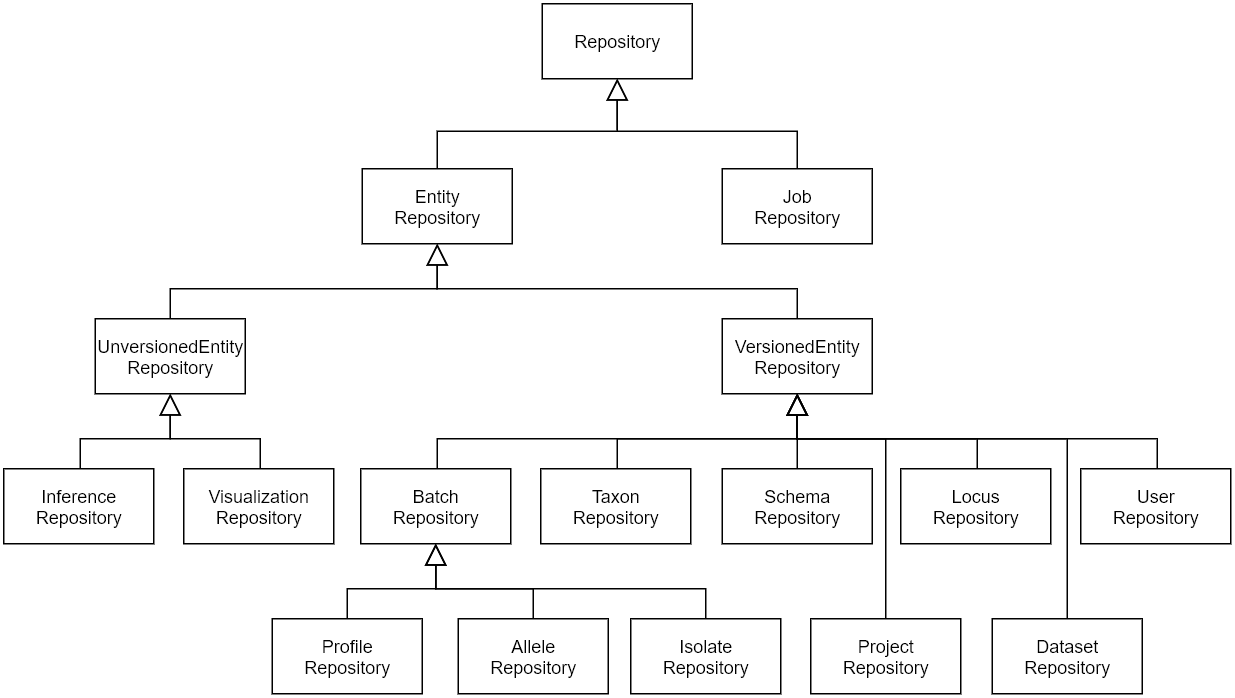 Repository
Entity
Repository
Job
Repository
UnversionedEntity
Repository
VersionedEntity
Repository
Inference
Repository
Visualization
Repository
Batch
Repository
Taxon
Repository
Schema
Repository
Locus
Repository
User
Repository
Profile
Repository
Allele
Repository
Isolate
Repository
Project
Repository
Dataset
Repository